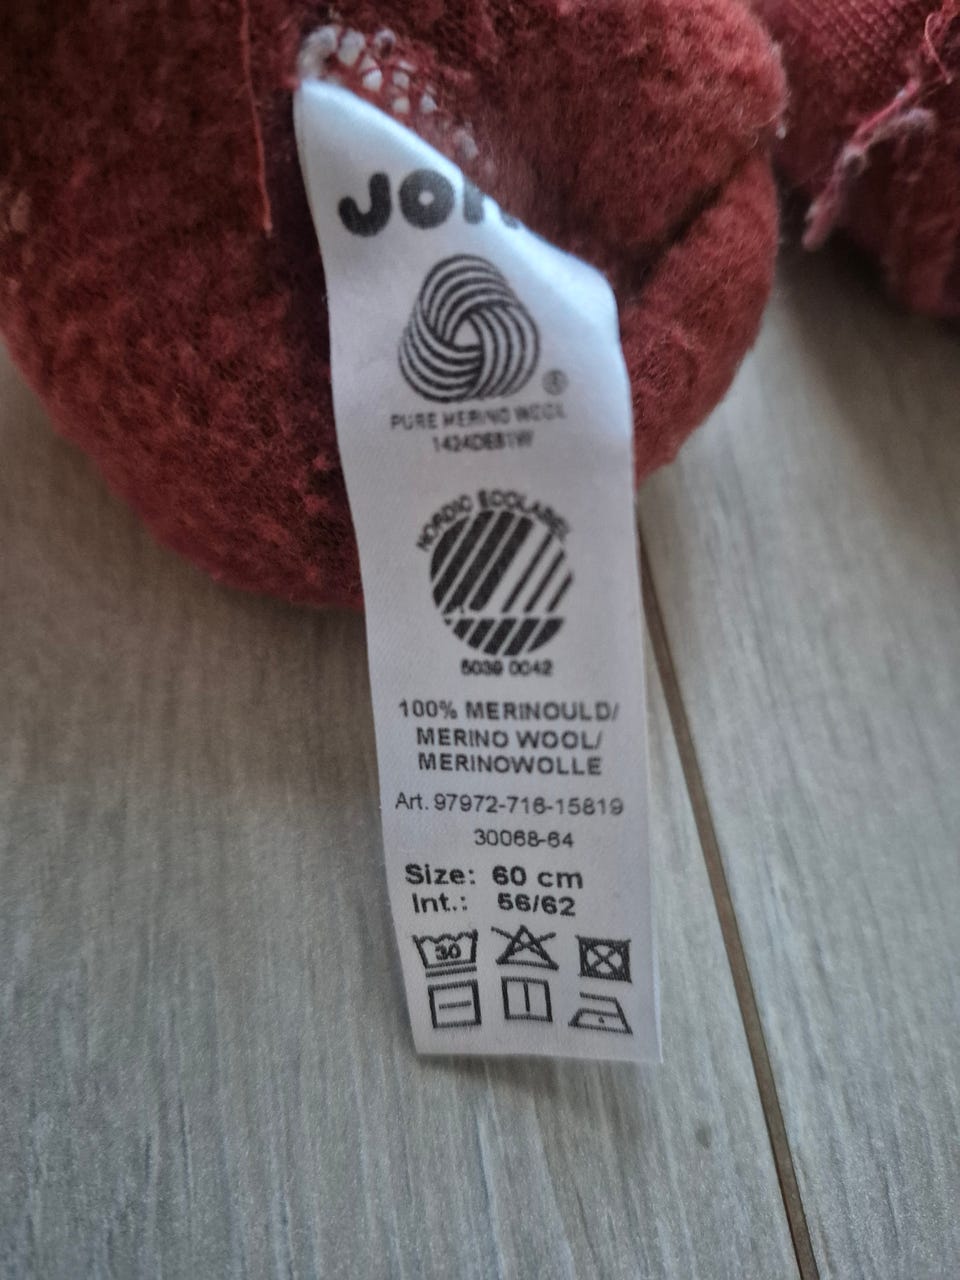 PURE MERINO WOOL
1424DEB1W
NORDIC ECOLABEL
5039 0042
100% MERINOULD/
MERINO WOOL/
MERINOWOLLE
Art. 97972-716-15819
30068-64
Size: 60 cm
Int.: 56/62
30